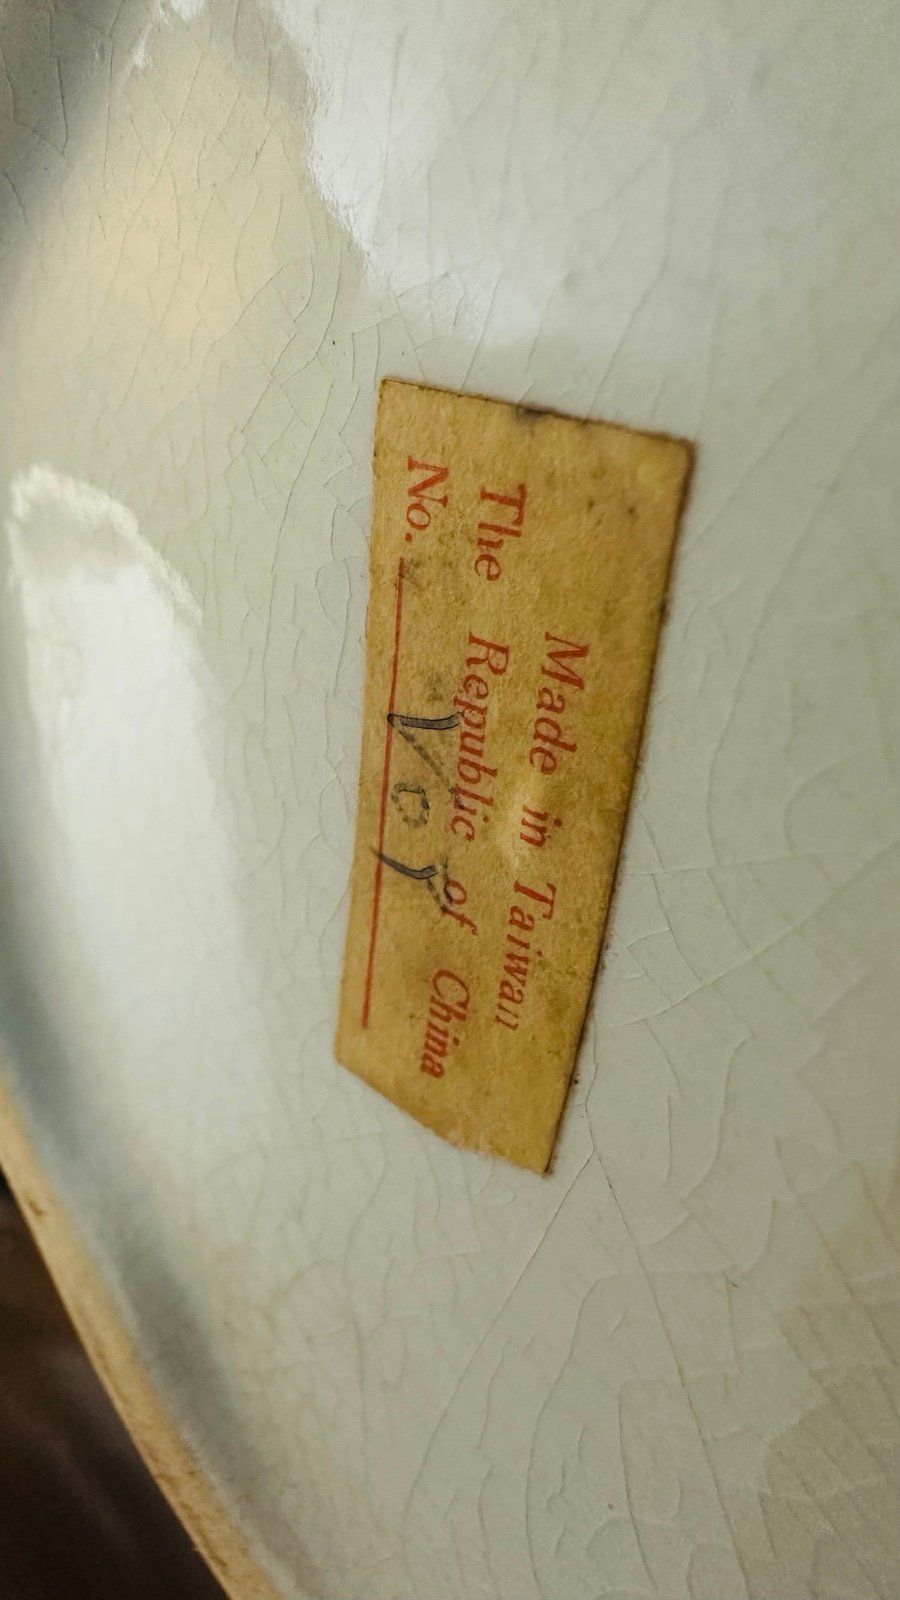 Made in Taiwan
The Republic of China
No.